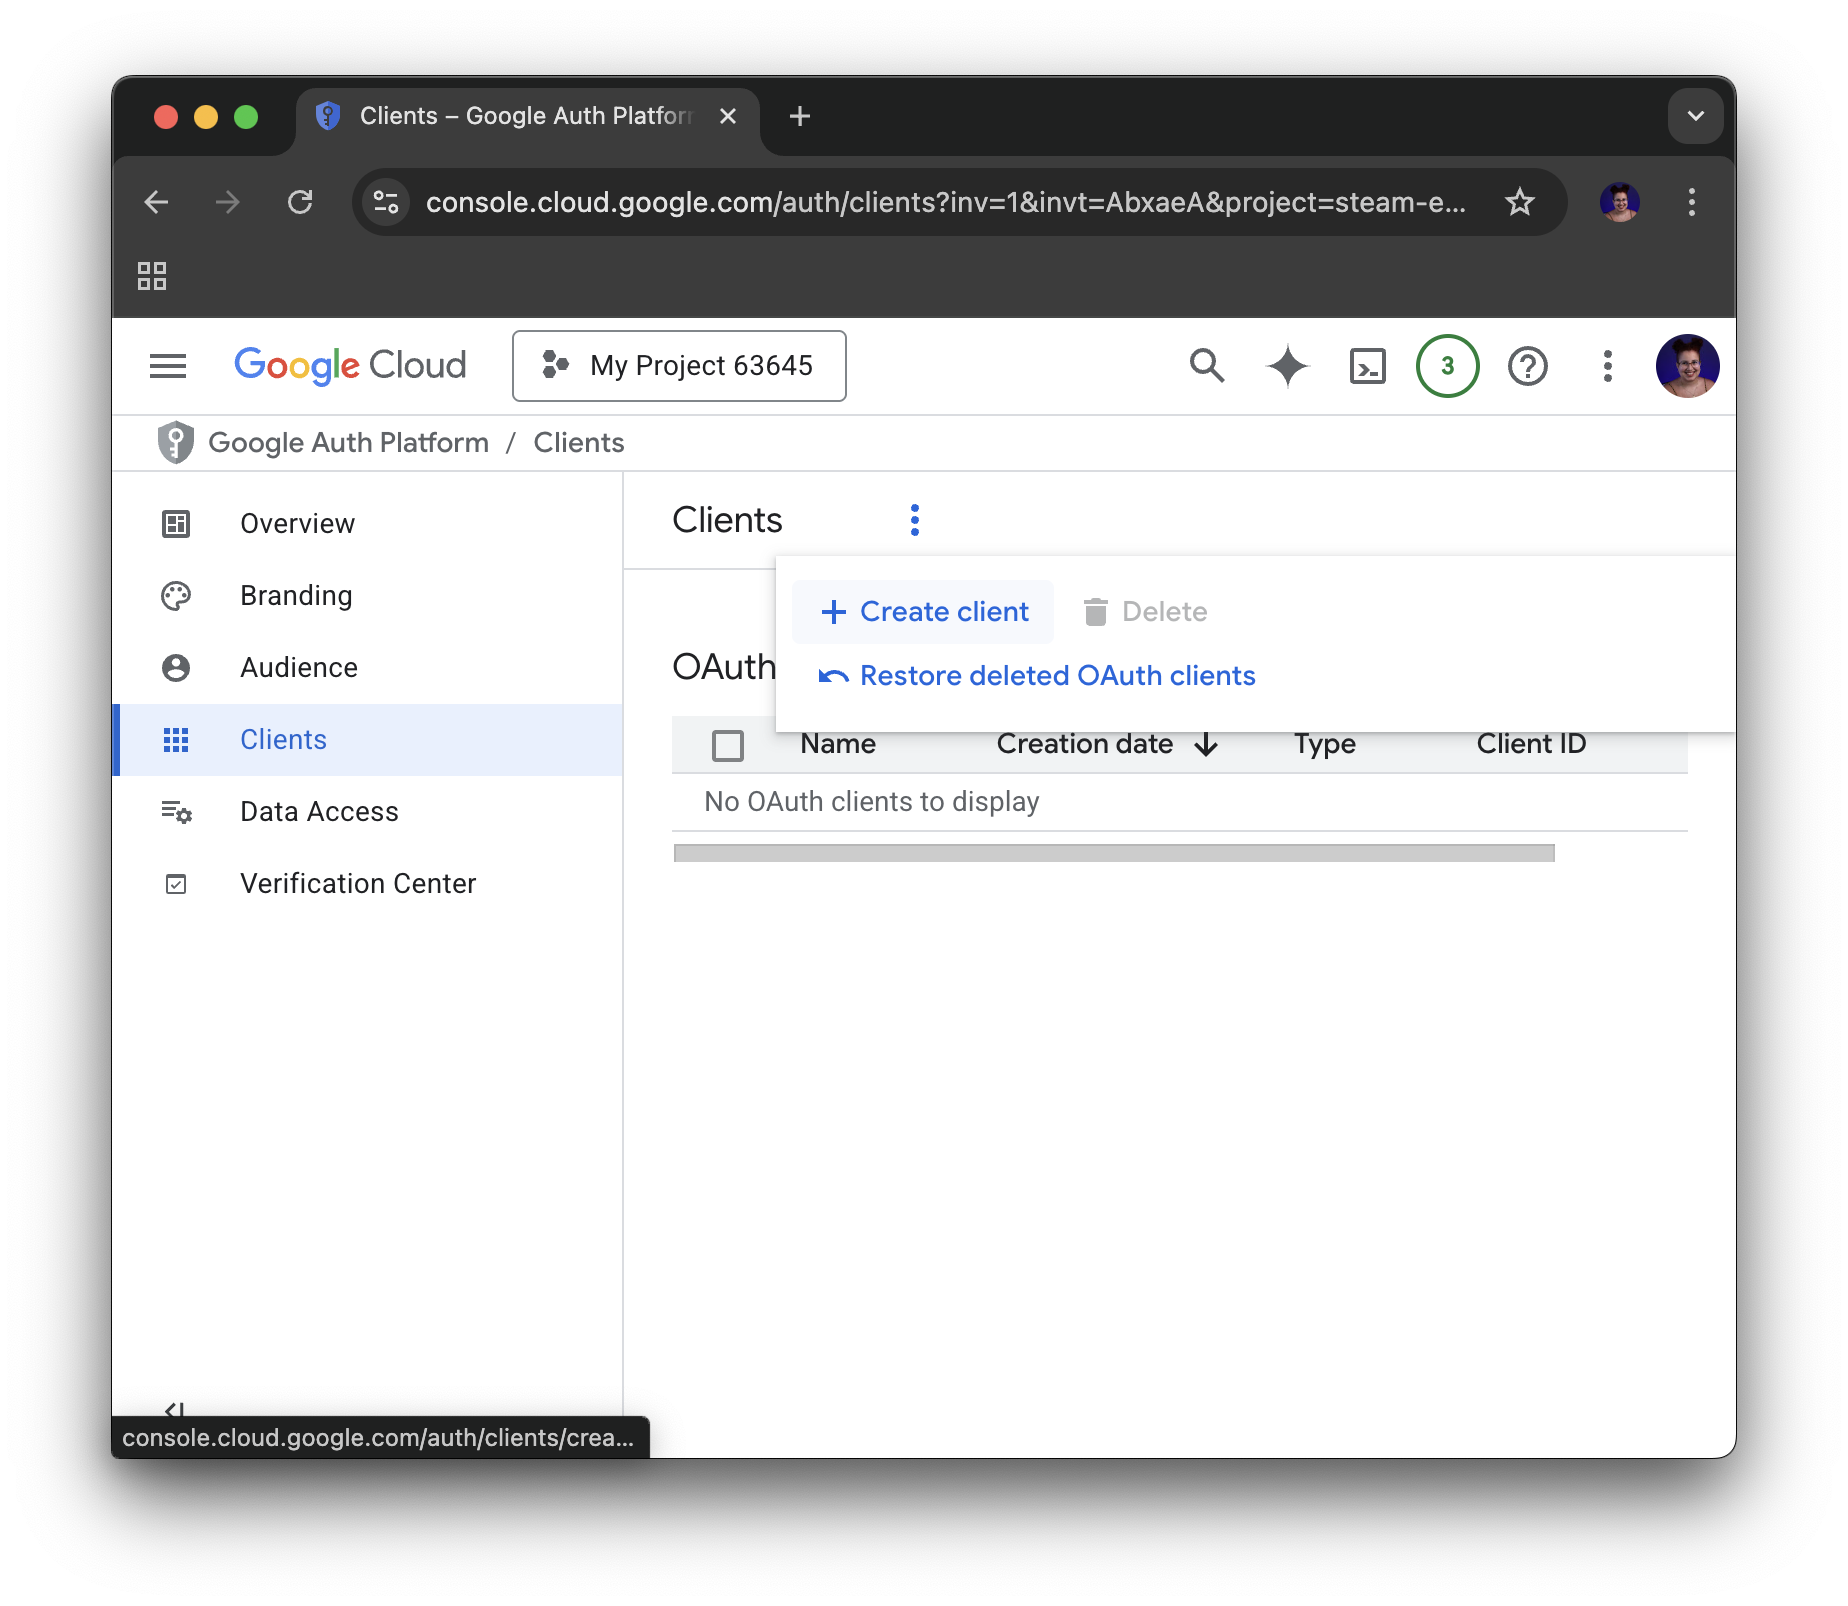 Clients – Google Auth Platfor
console.cloud.google.com/auth/clients?inv=1&invt=AbxaeA&project=steam-e...
Google Cloud
My Project 63645
3
Google Auth Platform / Clients
Overview
Branding
Audience
Clients
Data Access
Verification Center
Clients
Create client
Delete
Restore deleted OAuth clients
OAuth
Name Creation date Type Client ID
No OAuth clients to display
console.cloud.google.com/auth/clients/crea...